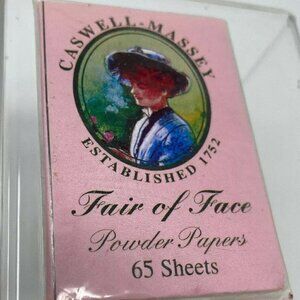 CASWELL-MASSEY
ESTABLISHED 1752
Fair of Face
Powder Papers
65 Sheets